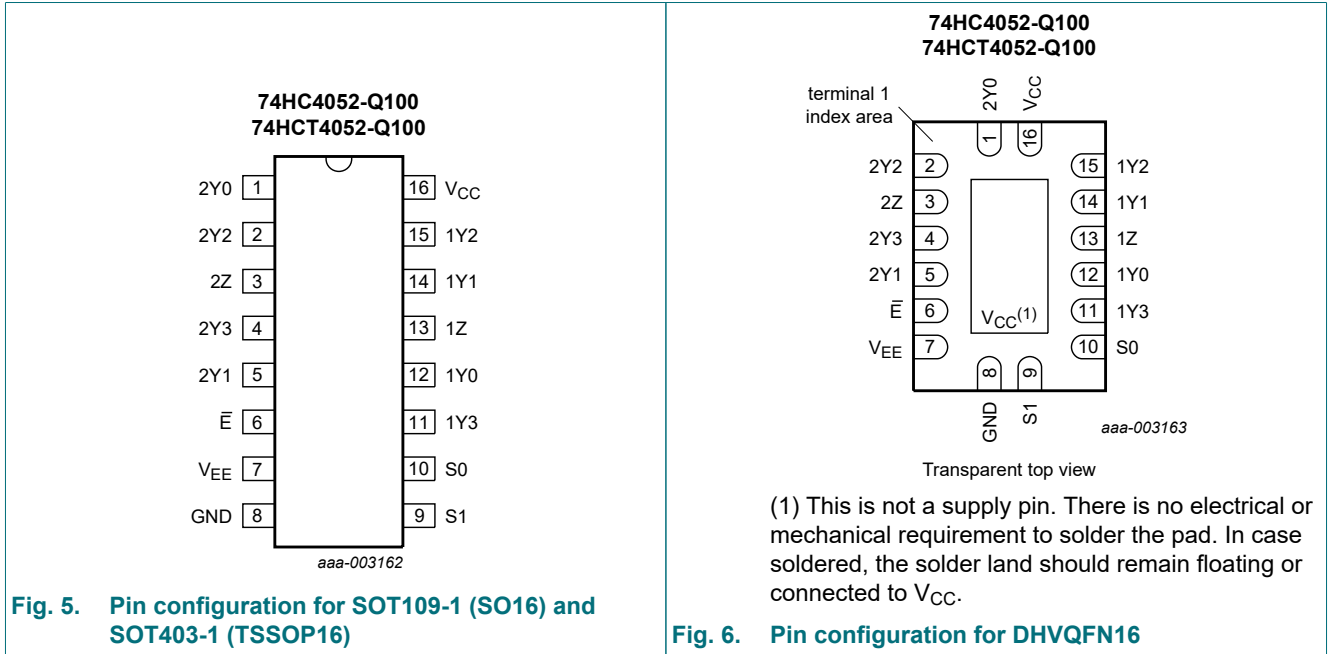 74HC4052-Q100
74HCT4052-Q100
2Y0 1 16 VCC
2Y2 2 15 1Y2
2Z 3 14 1Y1
2Y3 4 13 1Z
2Y1 5 12 1Y0
E̅ 6 11 1Y3
VEE 7 10 S0
GND 8 9 S1
aaa-003162
Fig. 5. Pin configuration for SOT109-1 (SO16) and
SOT403-1 (TSSOP16)
74HC4052-Q100
74HCT4052-Q100
terminal 1
index area
2Y0 VCC
1 16
2Y2 2 15 1Y2
2Z 3 14 1Y1
2Y3 4 13 1Z
2Y1 5 12 1Y0
E̅ 6 VCC(1) 11 1Y3
VEE 7 10 S0
8 9
GND S1
aaa-003163
Transparent top view
(1) This is not a supply pin. There is no electrical or
mechanical requirement to solder the pad. In case
soldered, the solder land should remain floating or
connected to VCC.
Fig. 6. Pin configuration for DHVQFN16